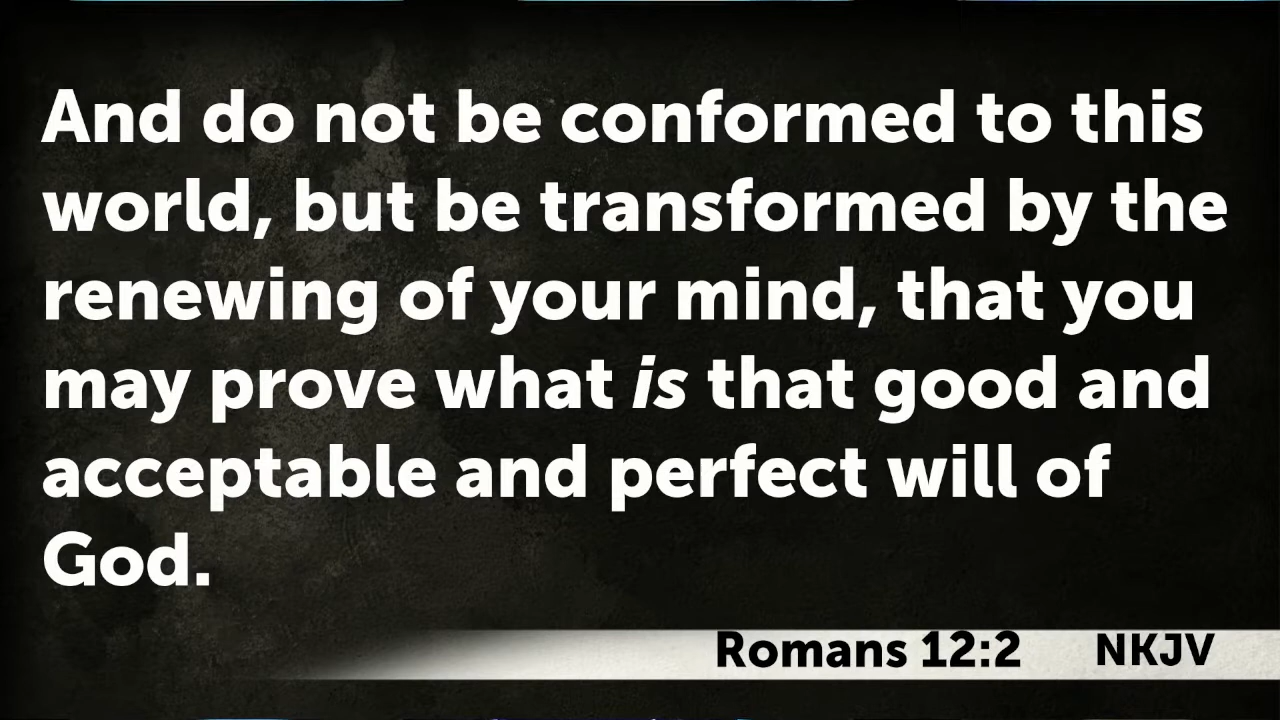 And do not be conformed to this
world, but be transformed by the
renewing of your mind, that you
may prove what is that good and
acceptable and perfect will of
God.
Romans 12:2 NKJV